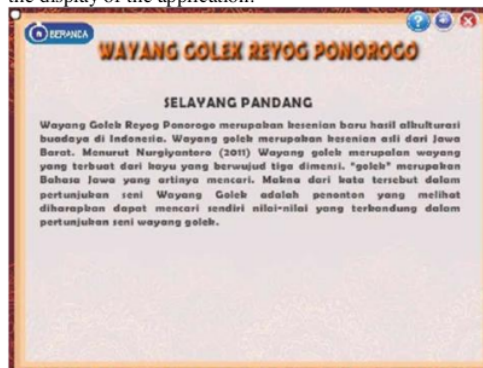 the display of the application:
BERANCA
WAYANG GOLEK REYOG PONOROGO
SELAYANG PANDANG
Wayang Golek Reyog Ponorogo merupakan kesenian baru hasil alkulturasi
buadaya di Indonesia. Wayang golek merupakan kesenian asli dari Jawa
Barat. Menurut Nurgiyantoro (2011) Wayang golek merupalan wayang
yang terbuat dari kayu yang berwujud tiga dimensi. "golek" merupakan
Bahasa Jawa yang artinya mencari. Makna dari kata tersebut dalam
pertunjukan seni Wayang Golek adalah penonton yang melihat
diharapkan dapat mencari sendiri nilai-nilai yang terkandung dalam
pertunjukan seni wayang golek.